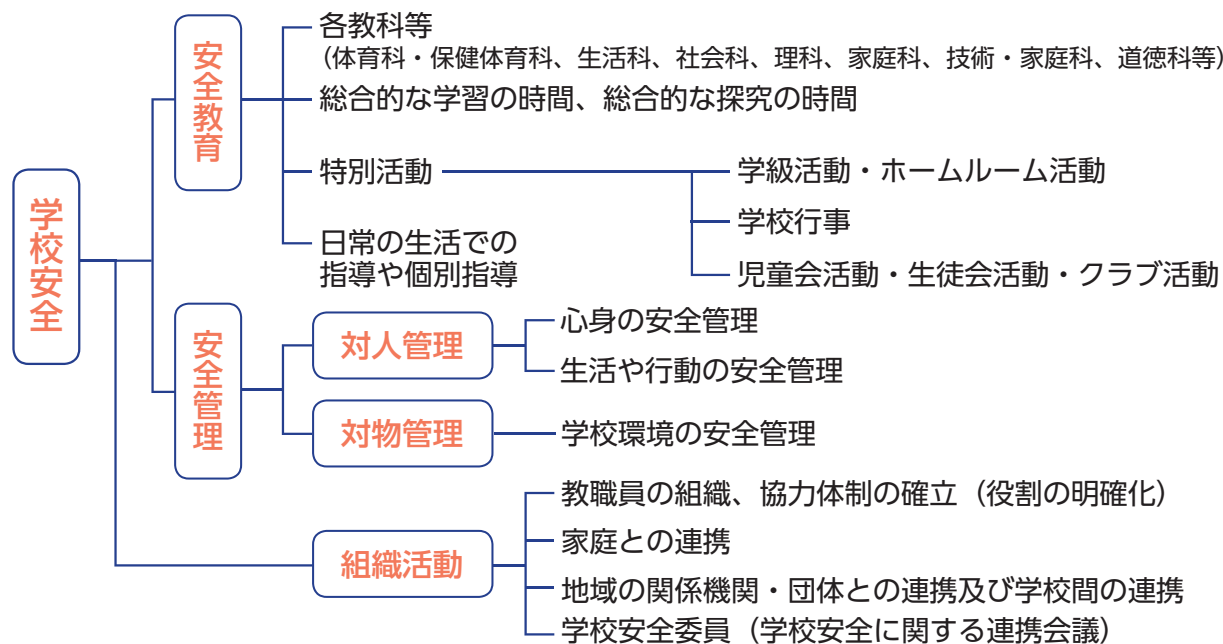 学校安全
安全教育
各教科等
（体育科・保健体育科、生活科、社会科、理科、家庭科、技術・家庭科、道徳科等）
総合的な学習の時間、総合的な探究の時間
特別活動
学級活動・ホームルーム活動
学校行事
児童会活動・生徒会活動・クラブ活動
日常の生活での
指導や個別指導
安全管理
対人管理
心身の安全管理
生活や行動の安全管理
対物管理
学校環境の安全管理
組織活動
教職員の組織、協力体制の確立（役割の明確化）
家庭との連携
地域の関係機関・団体との連携及び学校間の連携
学校安全委員（学校安全に関する連携会議）